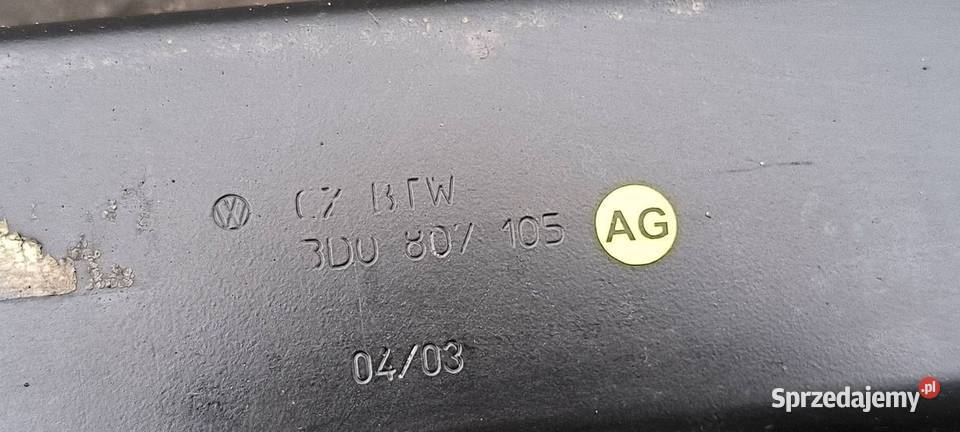 CZ BTW
3D0 807 105 AG
04/03
Sprzedajemy.pl